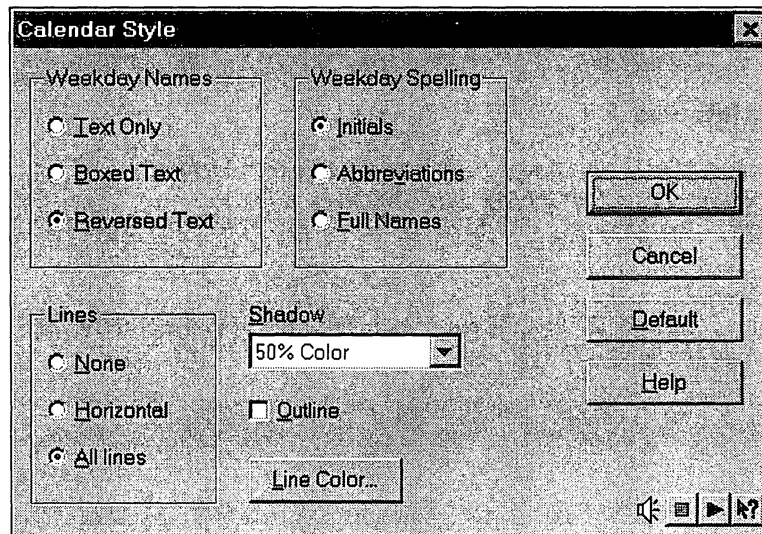 Calendar Style
Weekday Names
Text Only
Boxed Text
Reversed Text
Weekday Spelling
Initials
Abbreviations
Full Names
OK
Cancel
Default
Help
Lines
None
Horizontal
All lines
Shadow
50% Color
Outline
Line Color...
?